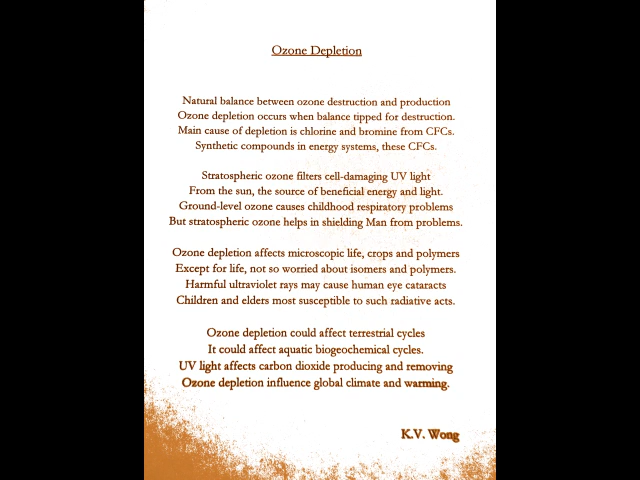 Ozone Depletion
Natural balance between ozone destruction and production
Ozone depletion occurs when balance tipped for destruction.
Main cause of depletion is chlorine and bromine from CFCs.
Synthetic compounds in energy systems, these CFCs.
Stratospheric ozone filters cell-damaging UV light
From the sun, the source of beneficial energy and light.
Ground-level ozone causes childhood respiratory problems
But stratospheric ozone helps in shielding Man from problems.
Ozone depletion affects microscopic life, crops and polymers
Except for life, not so worried about isomers and polymers.
Harmful ultraviolet rays may cause human eye cataracts
Children and elders most susceptible to such radiative acts.
Ozone depletion could affect terrestrial cycles
It could affect aquatic biogeochemical cycles.
UV light affects carbon dioxide producing and removing
Ozone depletion influence global climate and warming.
K.V. Wong